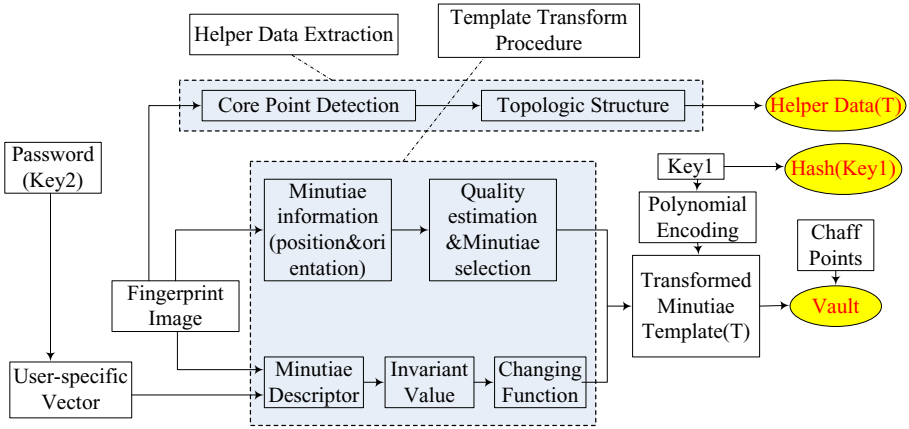 Template Transform
Procedure
Helper Data Extraction
Core Point Detection
Topologic Structure
Helper Data(T)
Password
(Key2)
Key1
Hash(Key1)
Minutiae
information
(position&ori
entation)
Quality
estimation
&Minutiae
selection
Polynomial
Encoding
Chaff
Points
Fingerprint
Image
Transformed
Minutiae
Template(T)
Vault
User-specific
Vector
Minutiae
Descriptor
Invariant
Value
Changing
Function